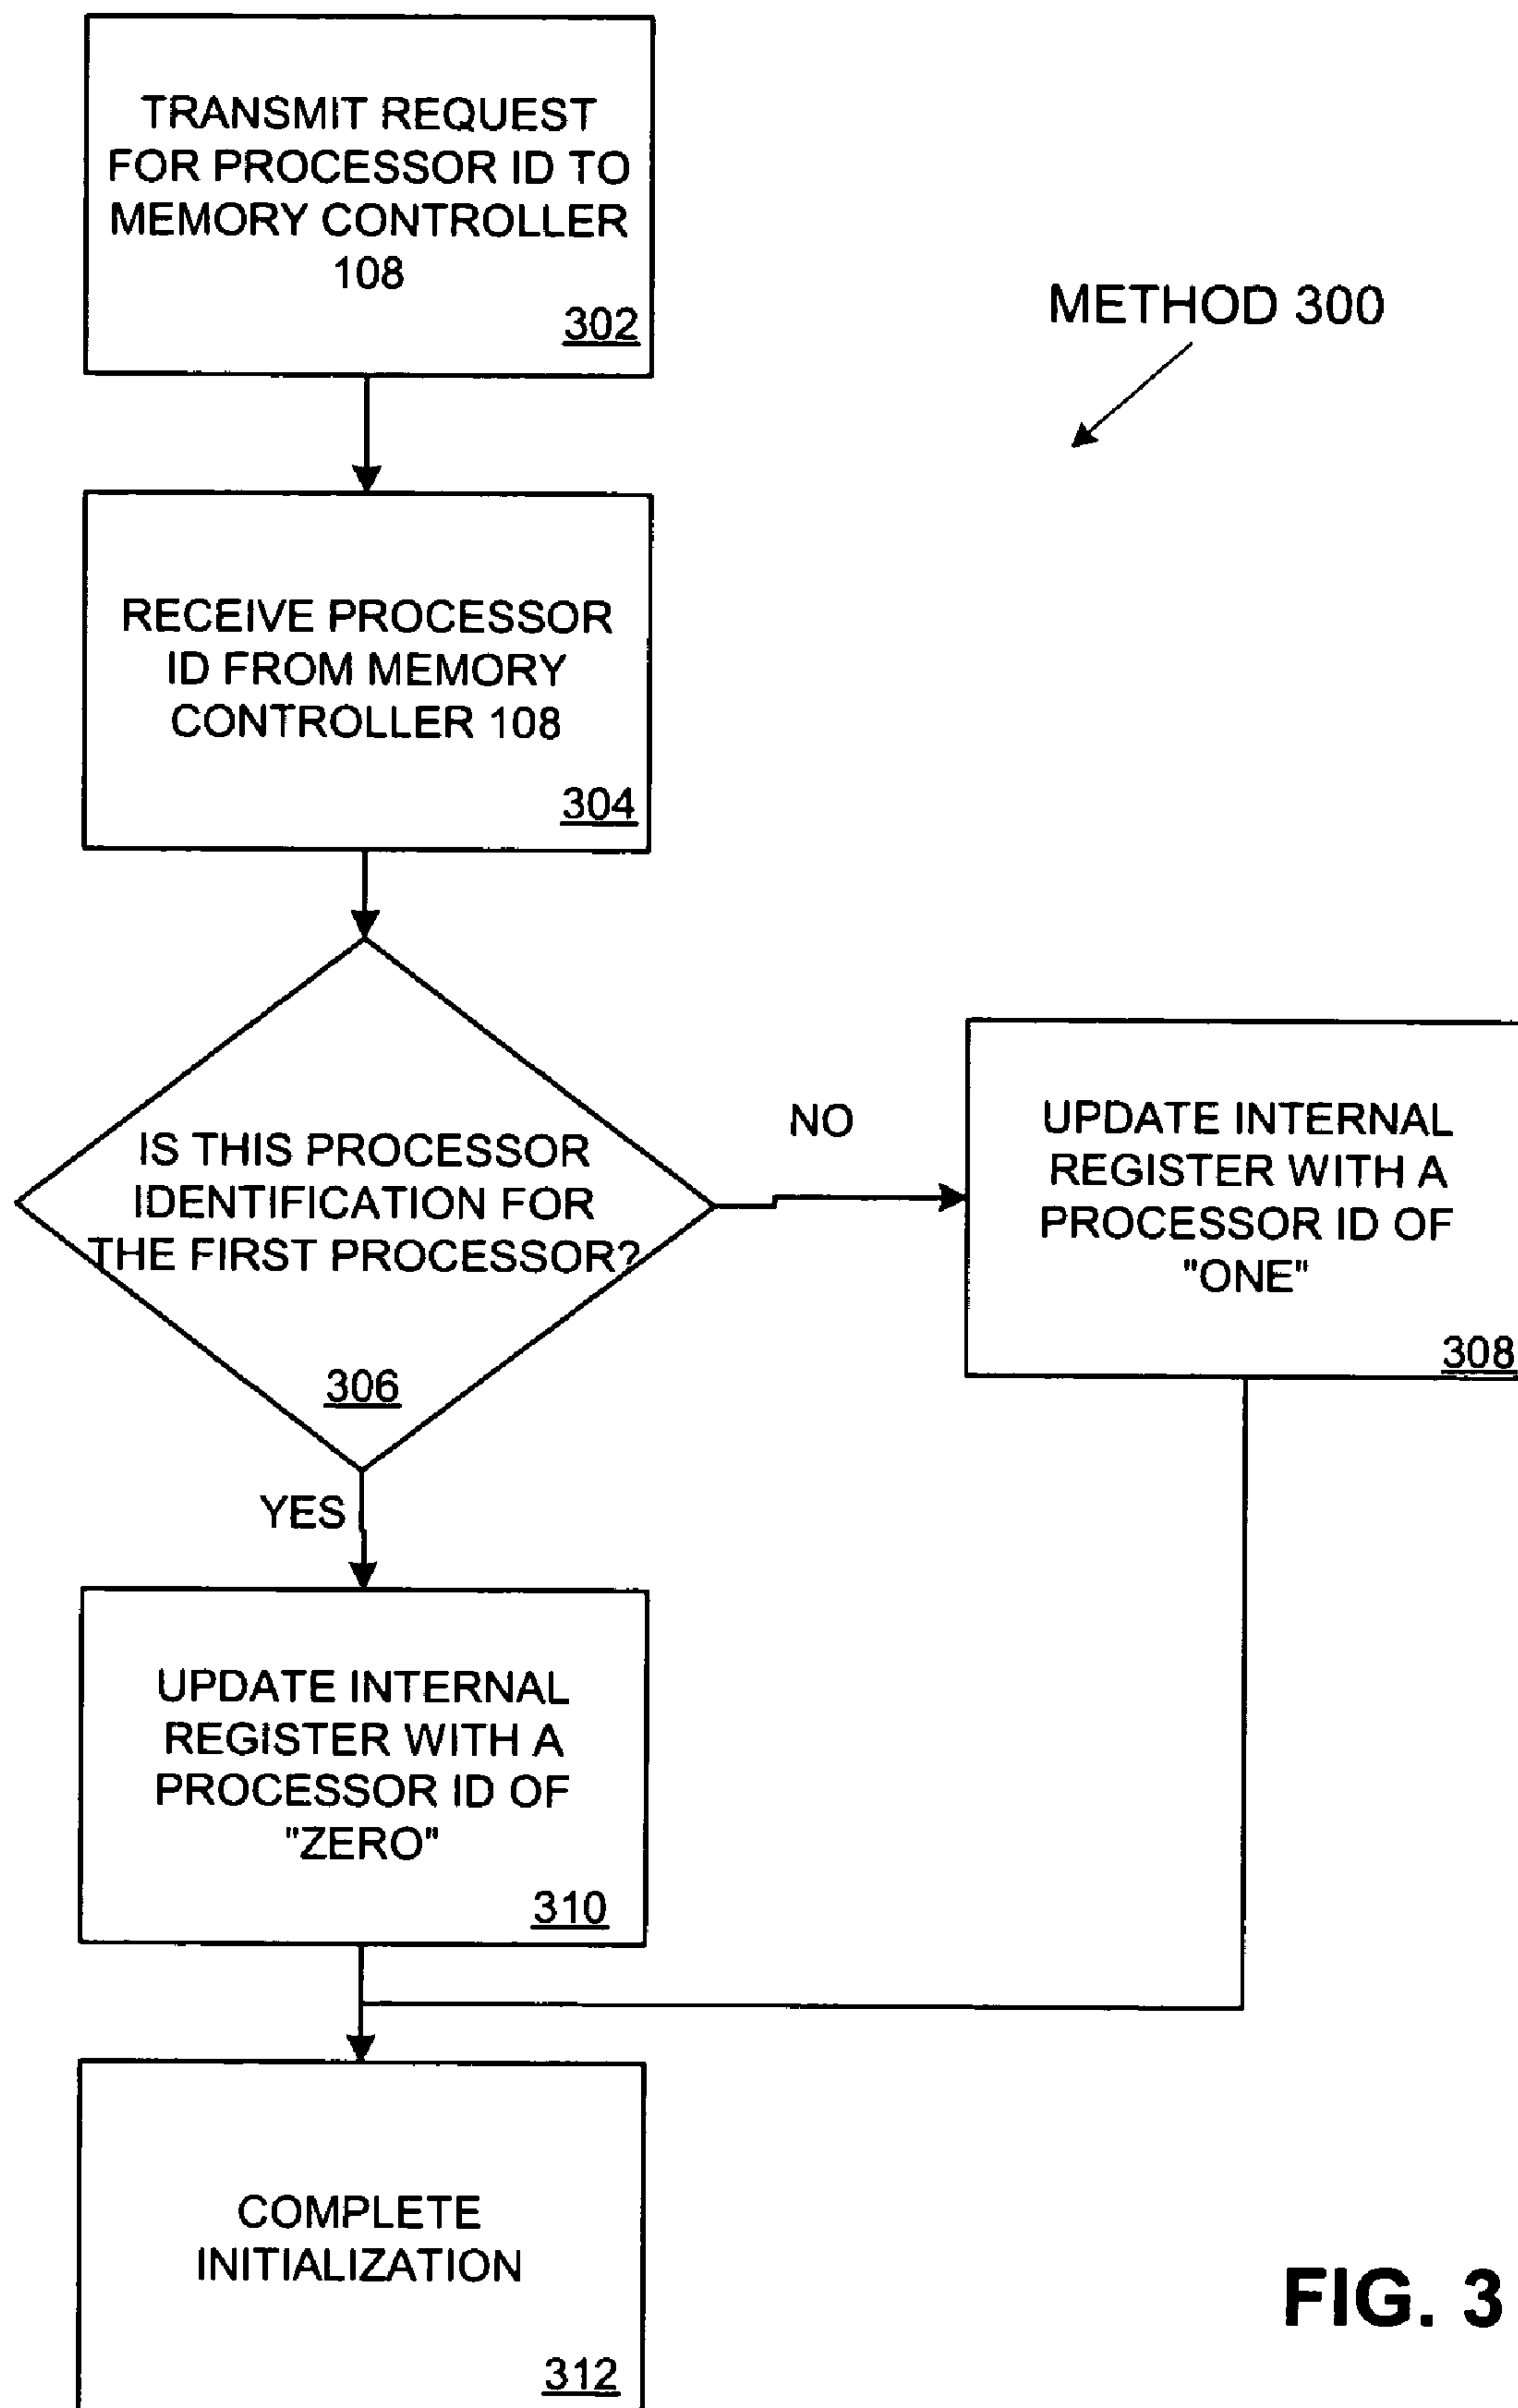 TRANSMIT REQUEST
FOR PROCESSOR ID TO
MEMORY CONTROLLER
108
302
METHOD 300
RECEIVE PROCESSOR
ID FROM MEMORY
CONTROLLER 108
304
IS THIS PROCESSOR
IDENTIFICATION FOR
THE FIRST PROCESSOR?
306
NO
UPDATE INTERNAL
REGISTER WITH A
PROCESSOR ID OF
"ONE"
308
YES
UPDATE INTERNAL
REGISTER WITH A
PROCESSOR ID OF
"ZERO"
310
COMPLETE
INITIALIZATION
312
FIG. 3